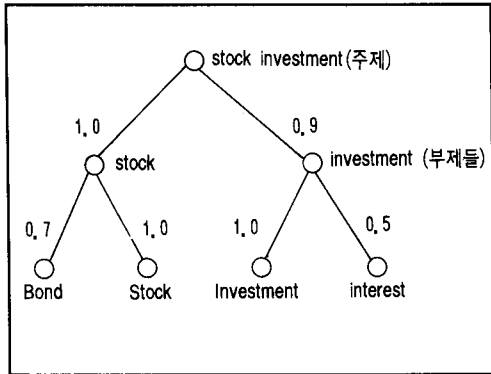 stock investment (주제)
1.0 0.9
stock investment (부제들)
0.7 1.0 1.0 0.5
Bond Stock Investment interest